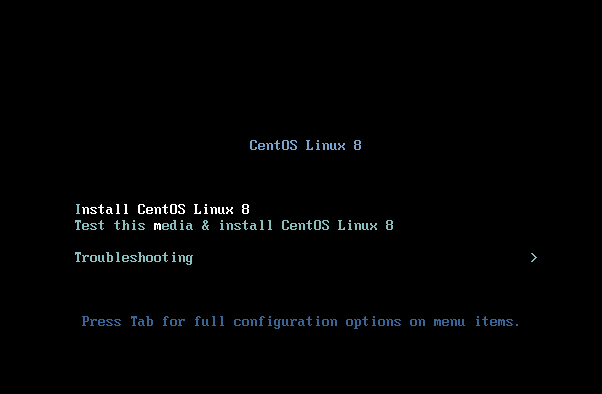 CentOS Linux 8
Install CentOS Linux 8
Test this media & install CentOS Linux 8
Troubleshooting >
Press Tab for full configuration options on menu items.